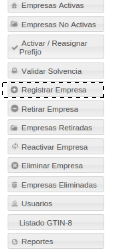 Empresas Activas
Empresas No Activas
Activar / Reasignar
Prefijo
Validar Solvencia
Registrar Empresa
Retirar Empresa
Empresas Retiradas
Reactivar Empresa
Eliminar Empresa
Empresas Eliminadas
Usuarios
Listado GTIN-8
Reportes